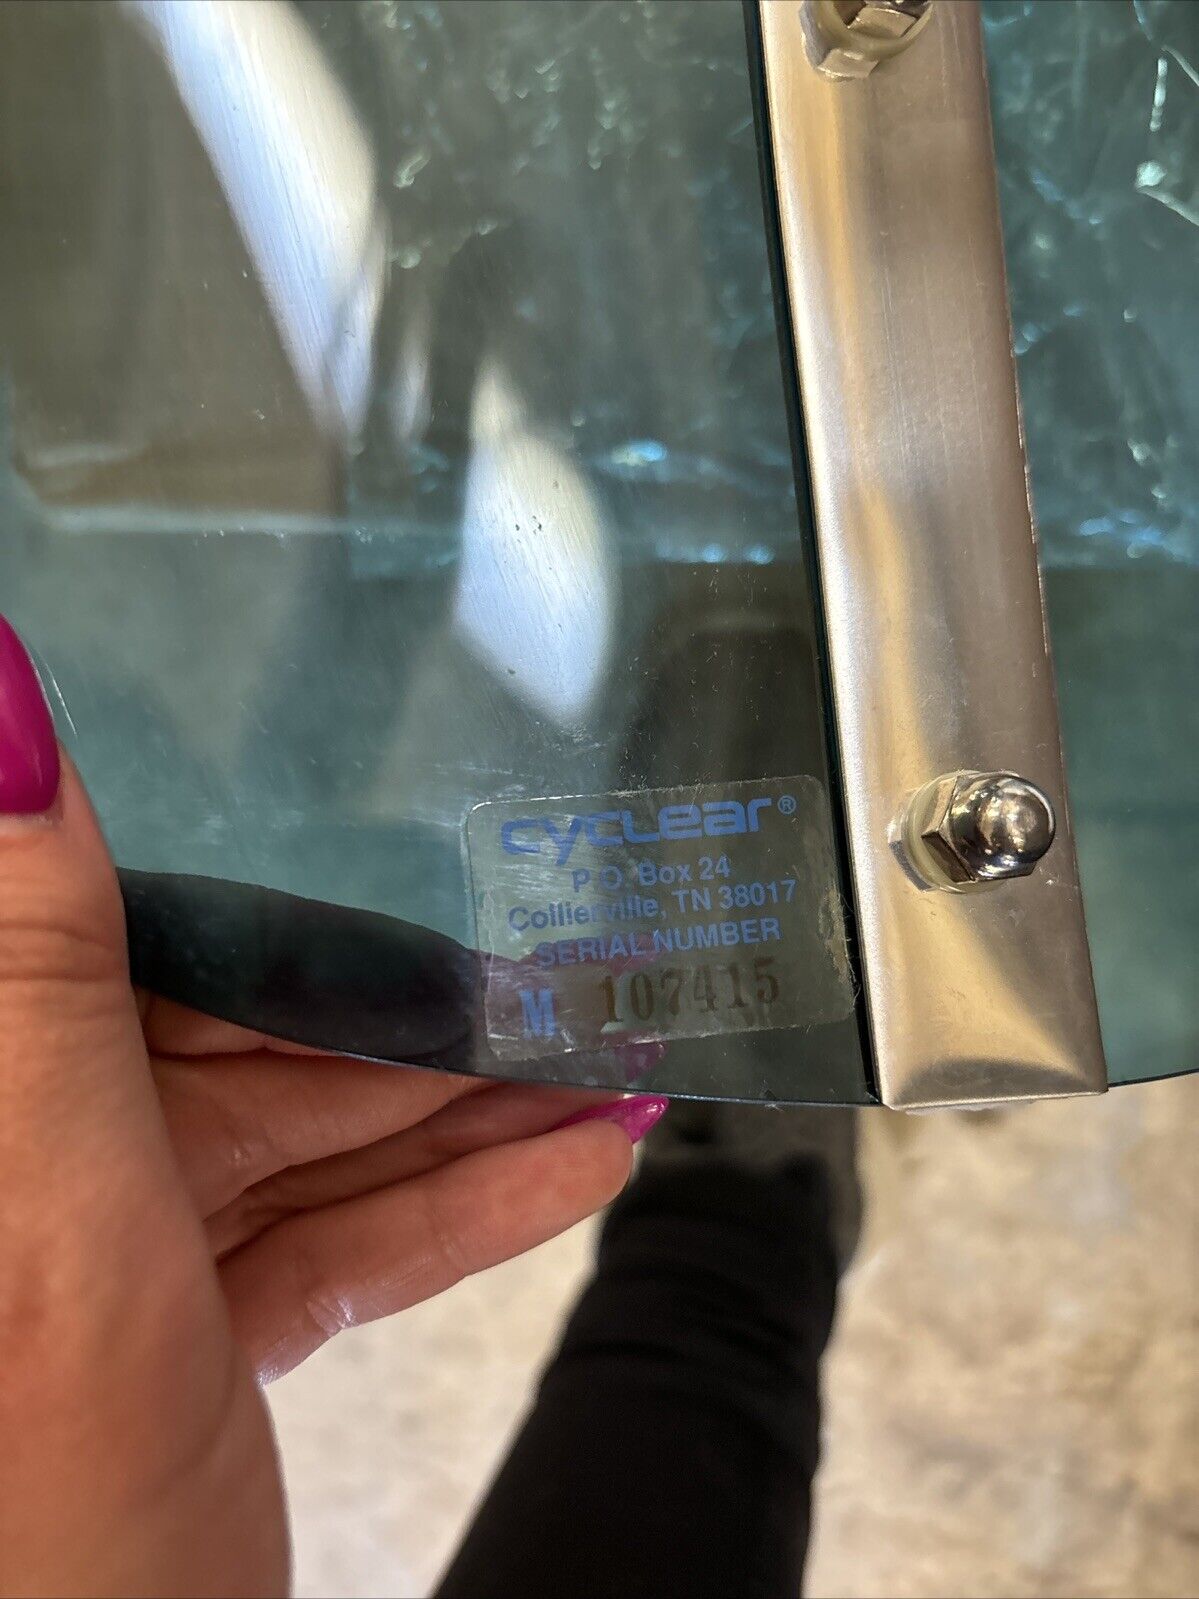 cyclear®
P.O. Box 24
Collierville, TN 38017
SERIAL NUMBER
M 107415